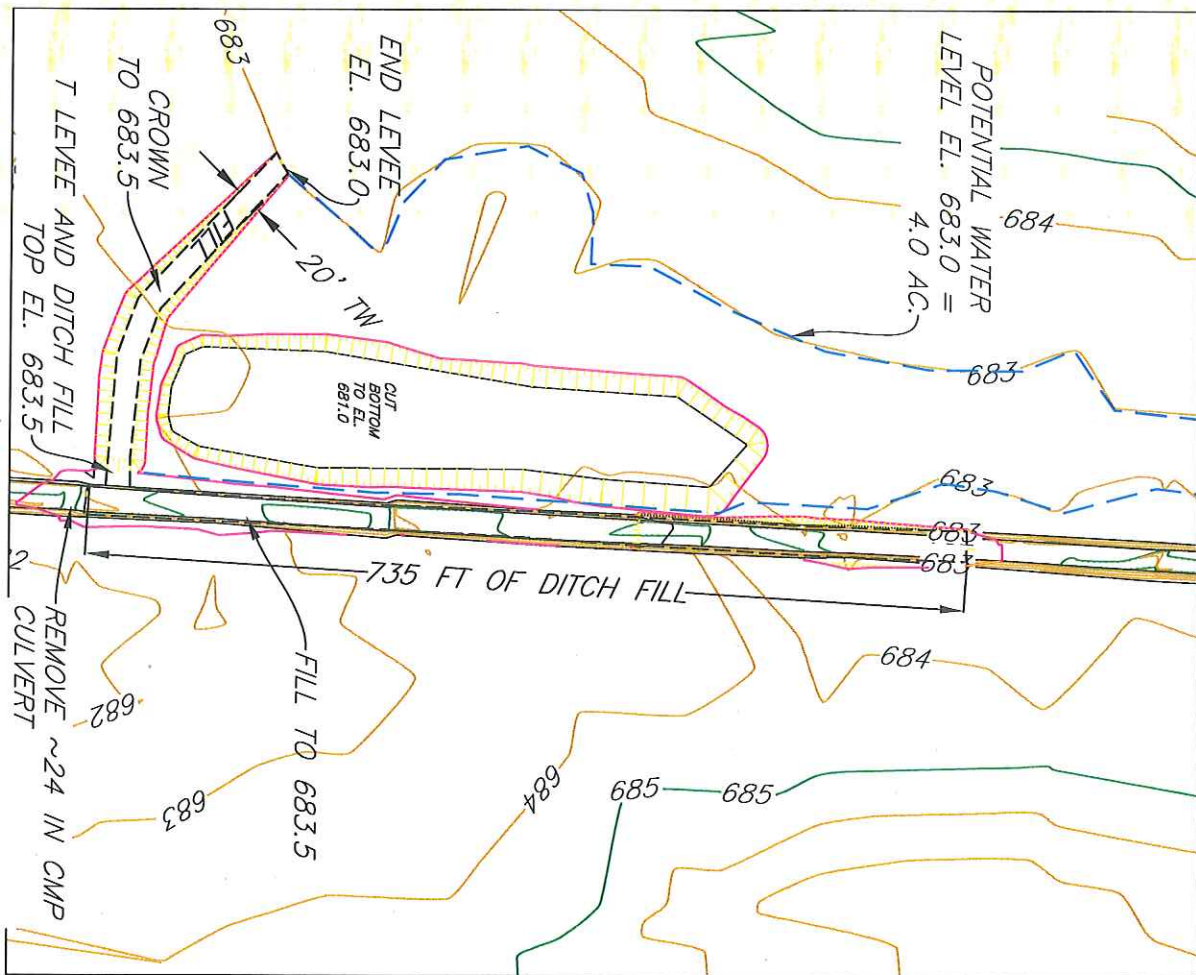 POTENTIAL WATER
LEVEL EL. 683.0 =
4.0 AC.
END LEVEE
EL. 683.0
CROWN
TO 683.5
T LEVEE AND DITCH FILL
TOP EL. 683.5
FILL
20' TW
CUT
BOTTOM
TO EL.
681.0
735 FT OF DITCH FILL
FILL TO 683.5
REMOVE ~24 IN CMP
CULVERT
683
684
683
683
683
683
684
682
683
684
685
685
2